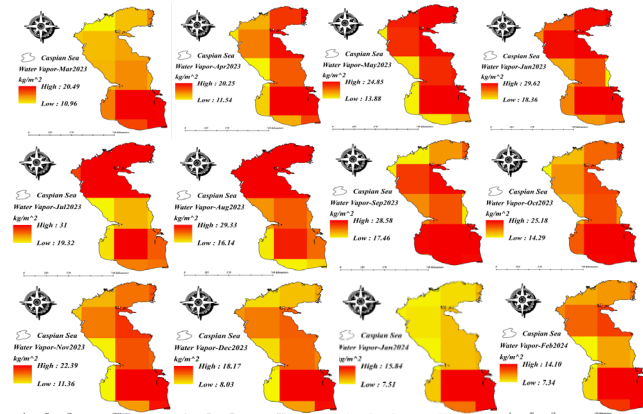 Caspian Sea
Water Vapor-Mar2023
kg/m^2
High : 20.49
Low : 10.96
Caspian Sea
Water Vapor-Apr2023
kg/m^2
High : 20.25
Low : 11.54
Caspian Sea
Water Vapor-May2023
kg/m^2
High : 24.85
Low : 13.88
Caspian Sea
Water Vapor-Jun2023
kg/m^2
High : 29.62
Low : 18.36
Caspian Sea
Water Vapor-Jul2023
kg/m^2
High : 31
Low : 19.32
Caspian Sea
Water Vapor-Aug2023
kg/m^2
High : 29.33
Low : 16.14
Caspian Sea
Water Vapor-Sep2023
kg/m^2
High : 28.58
Low : 17.46
Caspian Sea
Water Vapor-Oct2023
kg/m^2
High : 25.18
Low : 14.29
Caspian Sea
Water Vapor-Nov2023
kg/m^2
High : 22.39
Low : 11.36
Caspian Sea
Water Vapor-Dec2023
kg/m^2
High : 18.17
Low : 8.03
Caspian Sea
Water Vapor-Jan2024
kg/m^2
High : 15.84
Low : 7.51
Caspian Sea
Water Vapor-Feb2024
kg/m^2
High : 14.10
Low : 7.34